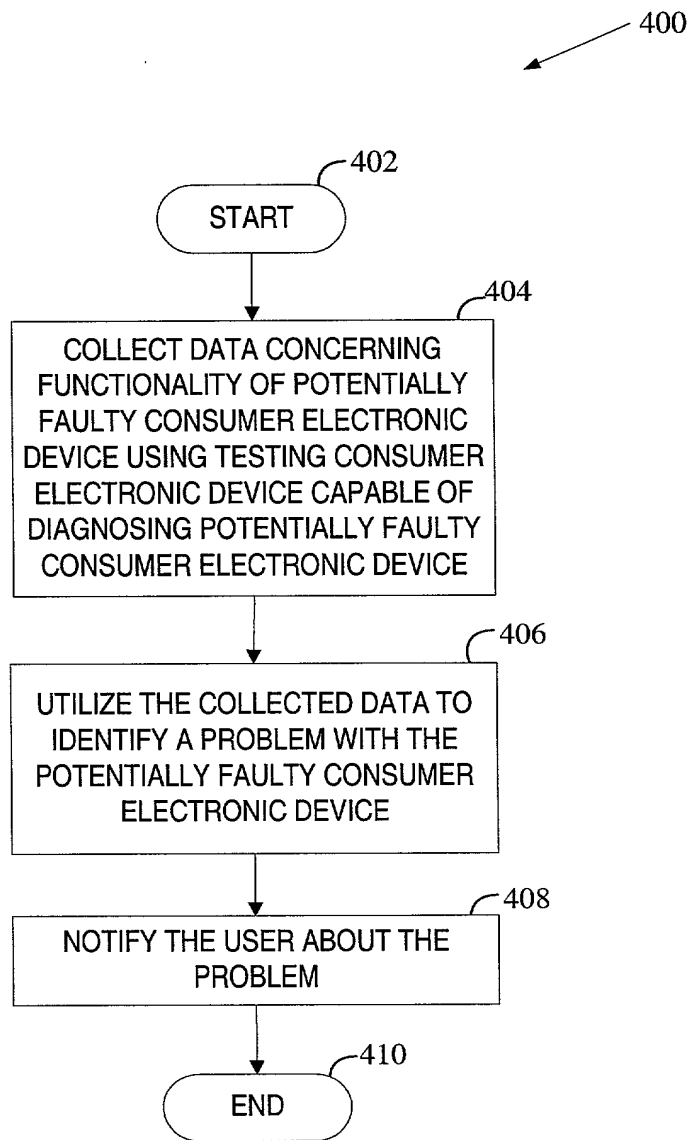 400
402
START
404
COLLECT DATA CONCERNING
FUNCTIONALITY OF POTENTIALLY
FAULTY CONSUMER ELECTRONIC
DEVICE USING TESTING CONSUMER
ELECTRONIC DEVICE CAPABLE OF
DIAGNOSING POTENTIALLY FAULTY
CONSUMER ELECTRONIC DEVICE
406
UTILIZE THE COLLECTED DATA TO
IDENTIFY A PROBLEM WITH THE
POTENTIALLY FAULTY CONSUMER
ELECTRONIC DEVICE
408
NOTIFY THE USER ABOUT THE
PROBLEM
410
END